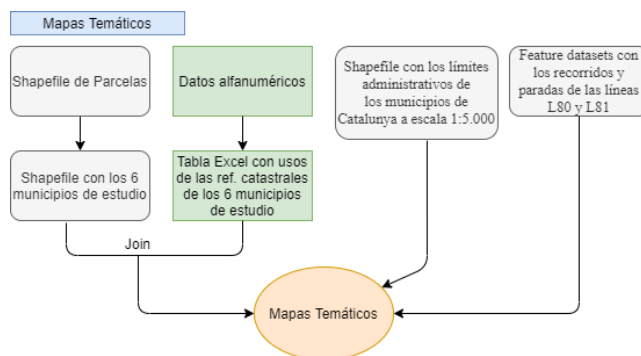 Mapas Temáticos
Shapefile de Parcelas
Datos alfanuméricos
Shapefile con los límites
administrativos de
los municipios de
Catalunya a escala 1:5.000
Feature datasets con
los recorridos y
paradas de las líneas
L80 y L81
Shapefile con los 6
municipios de estudio
Tabla Excel con usos
de las ref. catastrales
de los 6 municipios
de estudio
Join
Mapas Temáticos